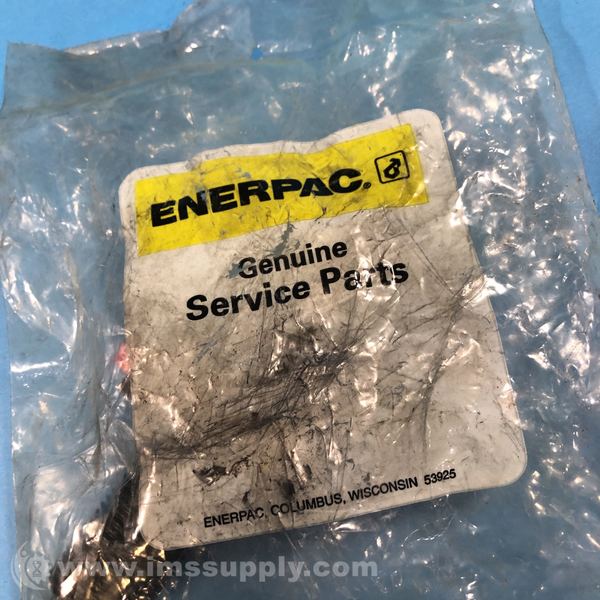 ENERPAC.
Genuine
Service Parts
ENERPAC, COLUMBUS, WISCONSIN 53925
www.imssupply.com